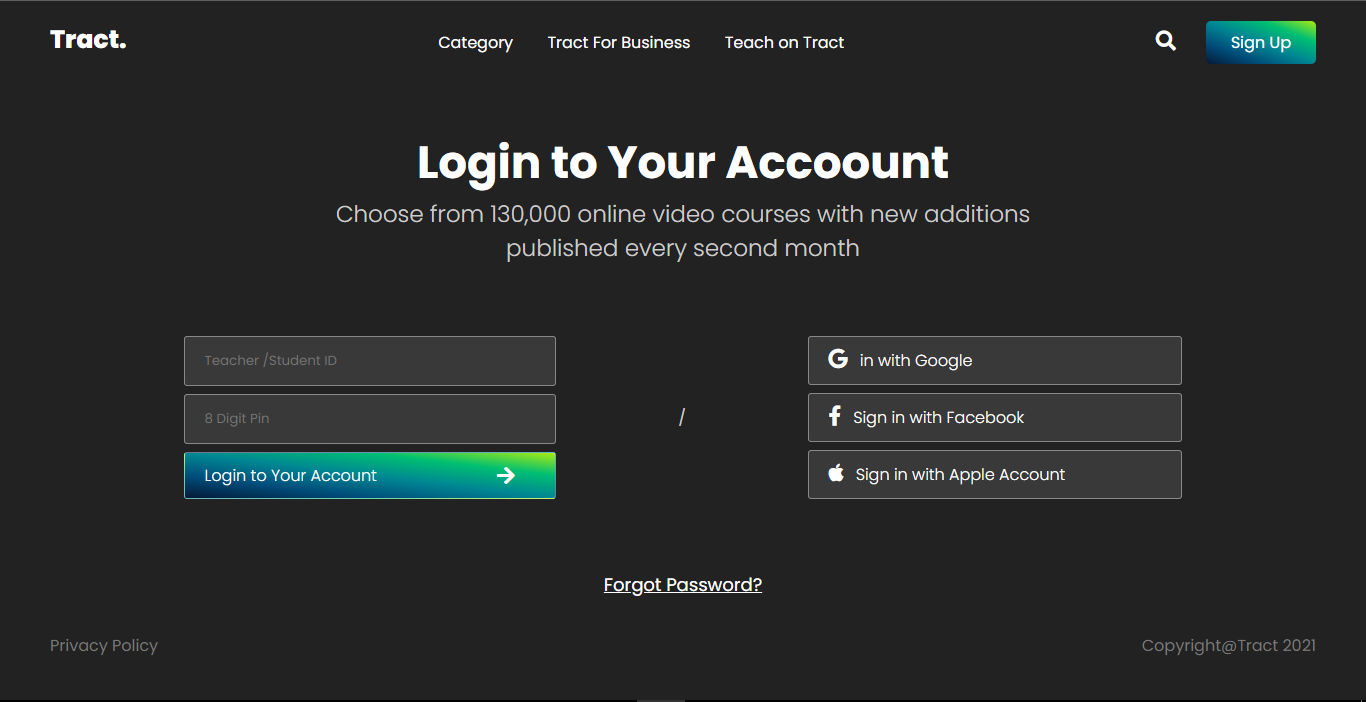 Tract.
Category
Tract For Business
Teach on Tract
Sign Up
Login to Your Accoount
Choose from 130,000 online video courses with new additions
published every second month
Teacher /Student ID
8 Digit Pin
Login to Your Account
/
in with Google
Sign in with Facebook
Sign in with Apple Account
Forgot Password?
Privacy Policy
Copyright@Tract 2021